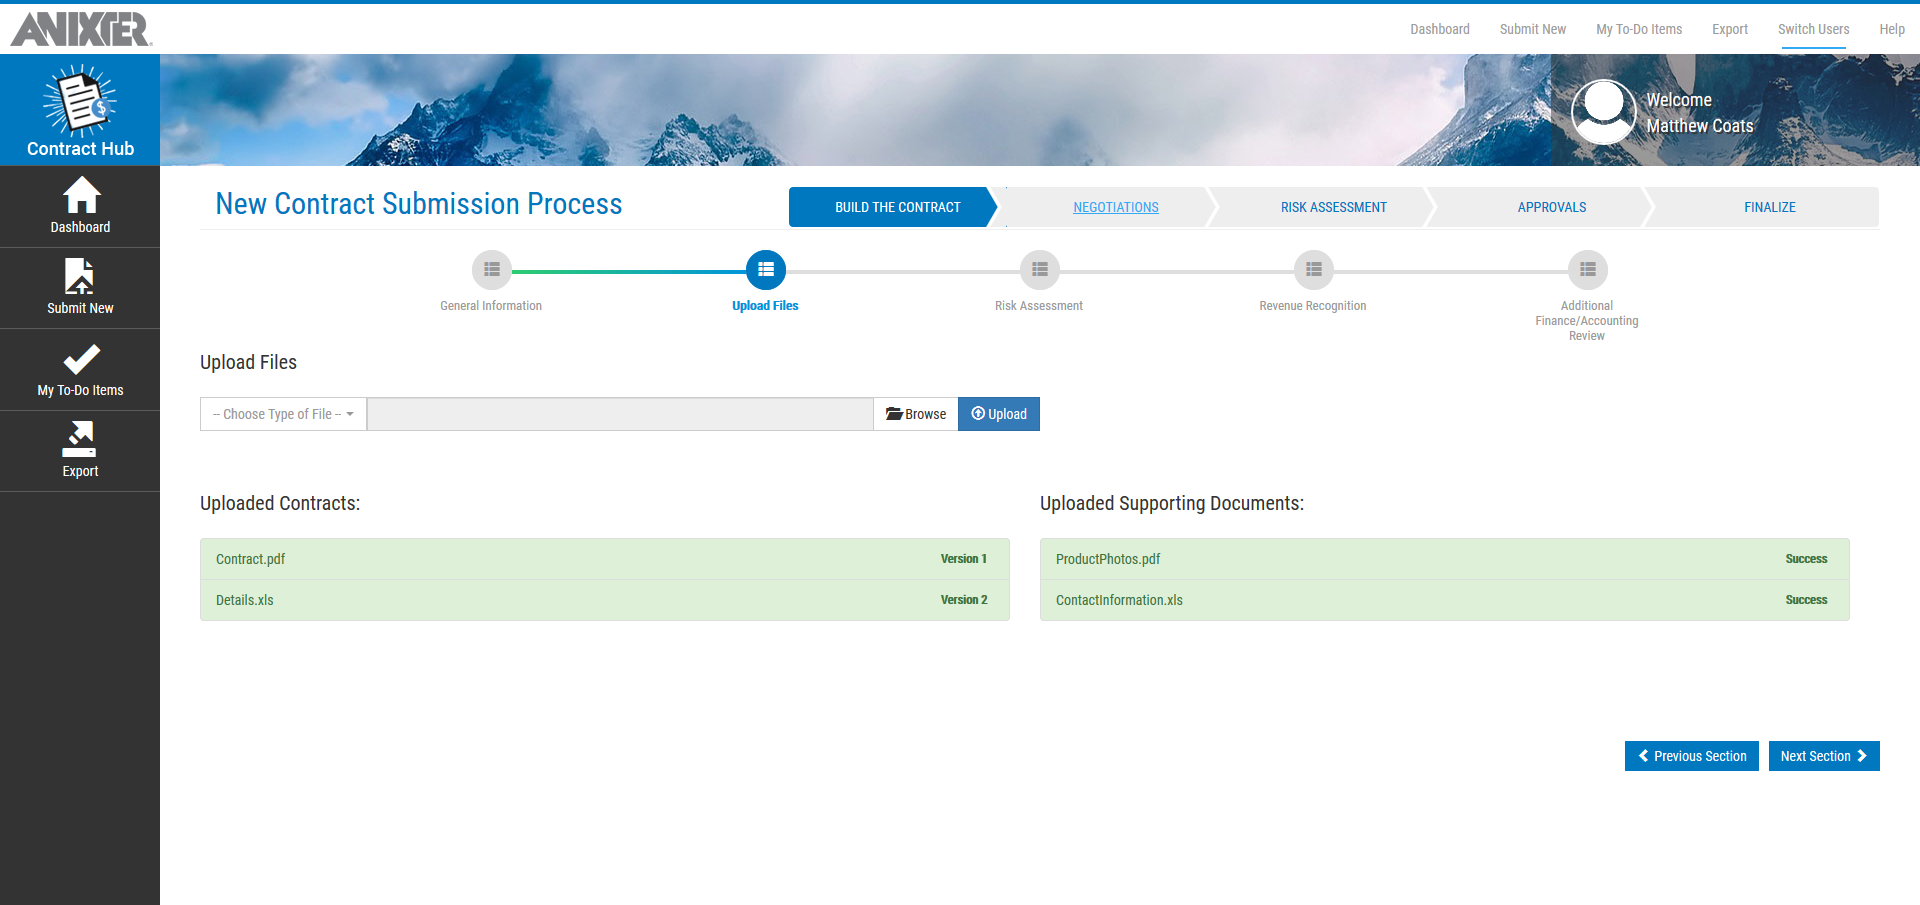 ANIXTER
Dashboard
Submit New
My To-Do Items
Export
Switch Users
Help
$
Contract Hub
Welcome
Matthew Coats
Dashboard
Submit New
My To-Do Items
Export
New Contract Submission Process
BUILD THE CONTRACT
NEGOTIATIONS
RISK ASSESSMENT
APPROVALS
FINALIZE
General Information
Upload Files
Risk Assessment
Revenue Recognition
Additional
Finance/Accounting
Review
Upload Files
-- Choose Type of File --
Browse
Upload
Uploaded Contracts:
Contract.pdf Version 1
Details.xls Version 2
Uploaded Supporting Documents:
ProductPhotos.pdf Success
ContactInformation.xls Success
Previous Section
Next Section